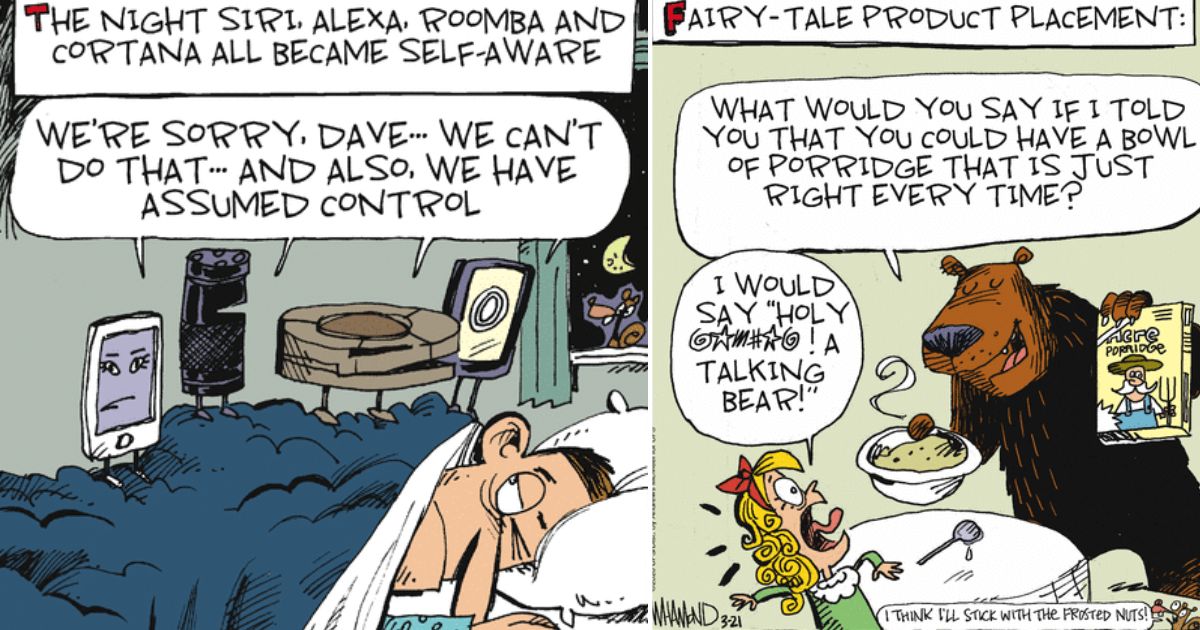 THE NIGHT SIRI, ALEXA, ROOMBA AND
CORTANA ALL BECAME SELF-AWARE
WE'RE SORRY, DAVE... WE CAN'T
DO THAT... AND ALSO, WE HAVE
ASSUMED CONTROL
FAIRY-TALE PRODUCT PLACEMENT:
WHAT WOULD YOU SAY IF I TOLD
YOU THAT YOU COULD HAVE A BOWL
OF PORRIDGE THAT IS JUST
RIGHT EVERY TIME?
I WOULD
SAY "HOLY
@☆M#☆@! A
TALKING
BEAR!"
Acre
PORRIDGE
WHAMOND 3-21
I THINK I'LL STICK WITH THE FROSTED NUTS!